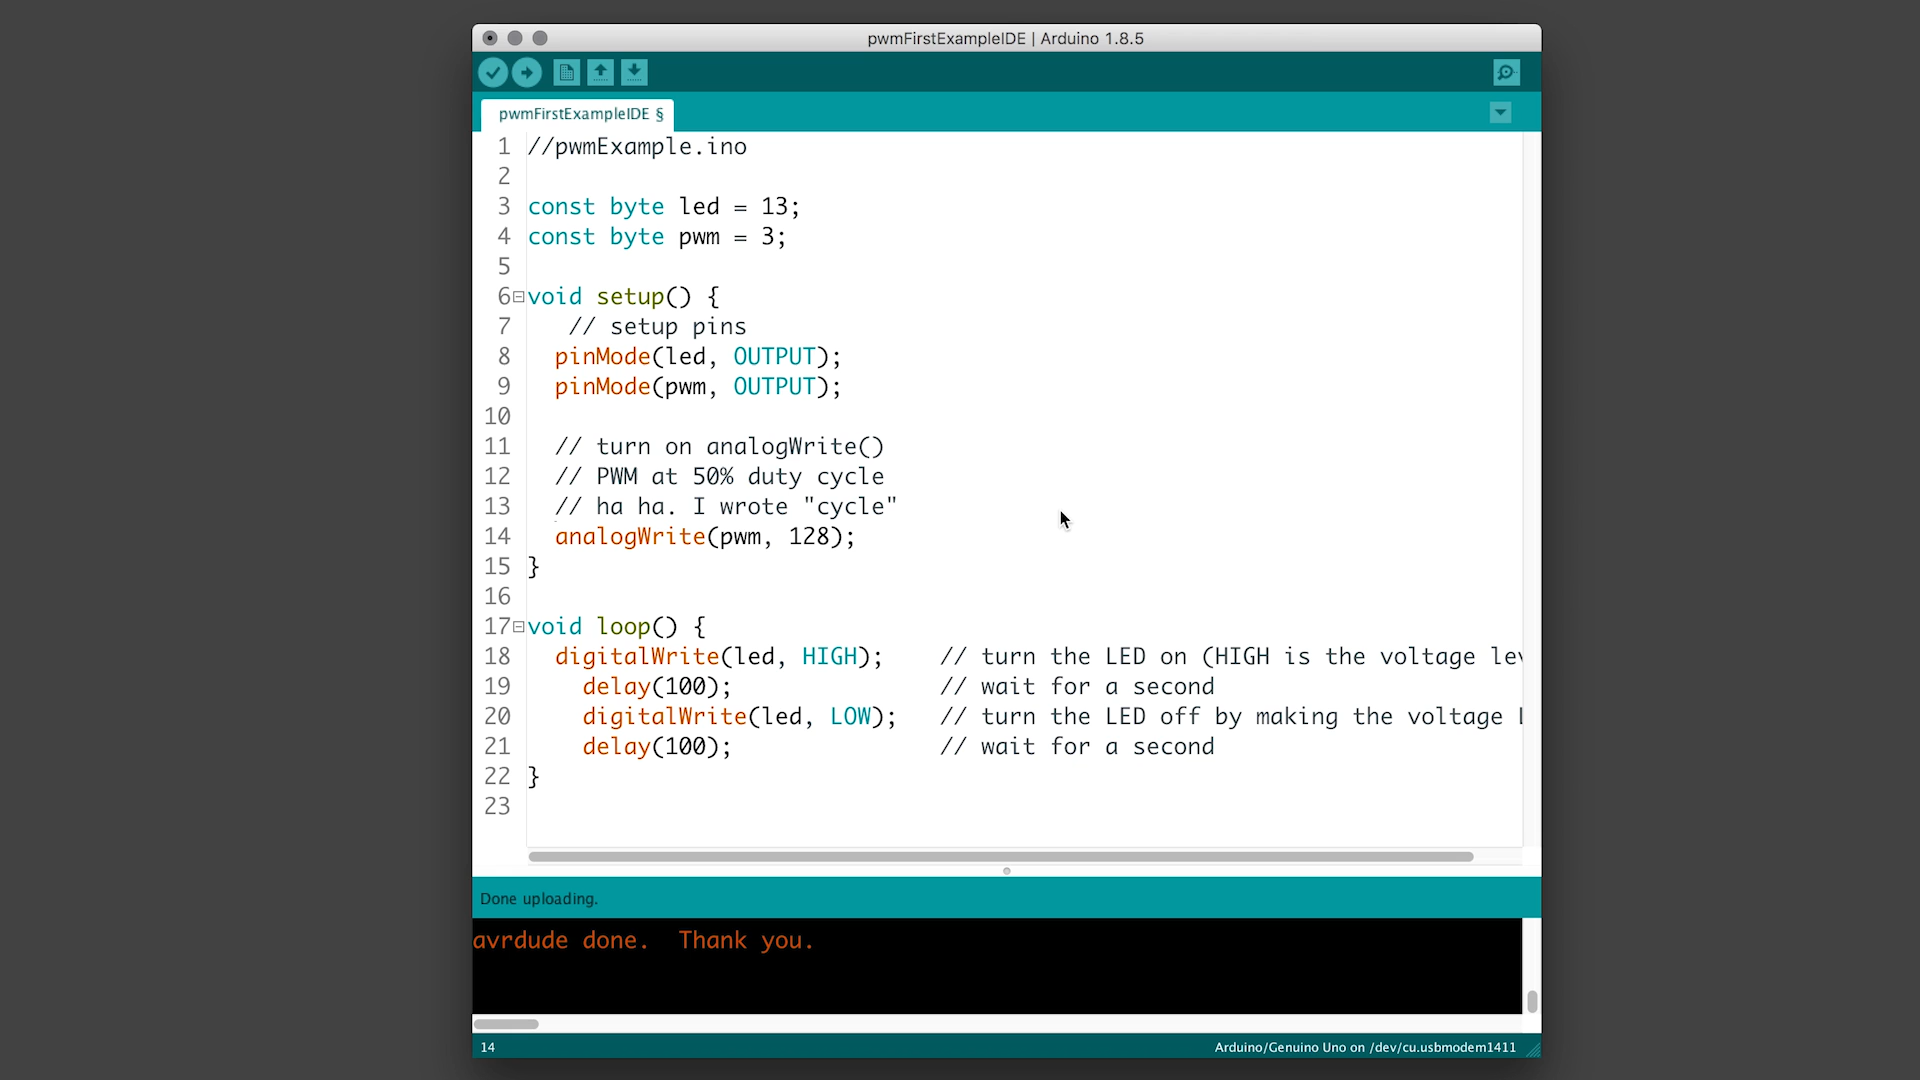 pwmFirstExampleIDE | Arduino 1.8.5
pwmFirstExampleIDE §
1 //pwmExample.ino
2
3 const byte led = 13;
4 const byte pwm = 3;
5
6 void setup() {
7 // setup pins
8 pinMode(led, OUTPUT);
9 pinMode(pwm, OUTPUT);
10
11 // turn on analogWrite()
12 // PWM at 50% duty cycle
13 // ha ha. I wrote "cycle"
14 analogWrite(pwm, 128);
15 }
16
17 void loop() {
18 digitalWrite(led, HIGH); // turn the LED on (HIGH is the voltage
19 delay(100); // wait for a second
20 digitalWrite(led, LOW); // turn the LED off by making the voltage
21 delay(100); // wait for a second
22 }
23
Done uploading.
avrdude done. Thank you.
14 Arduino/Genuino Uno on /dev/cu.usbmodem1411